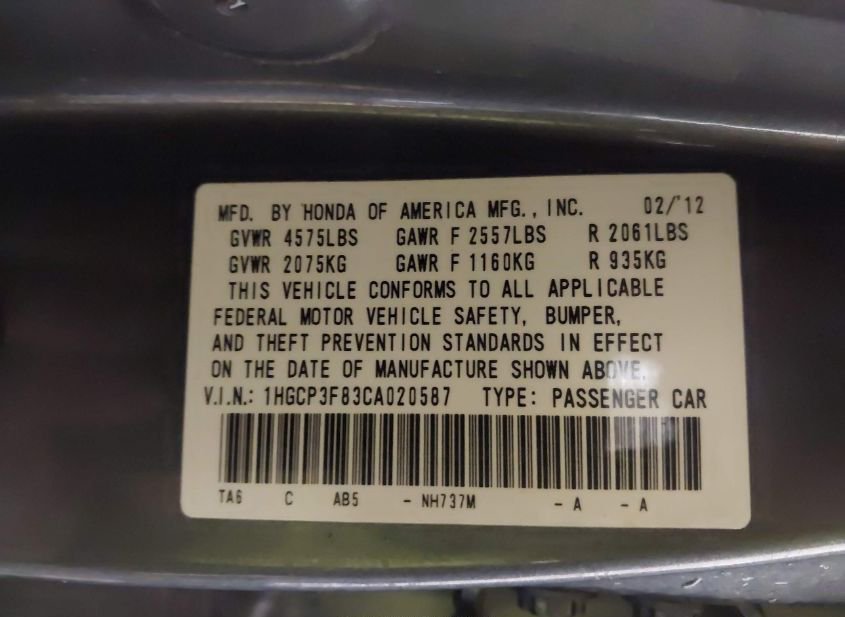 MFD. BY HONDA OF AMERICA MFG., INC. 02/'12
GVWR 4575LBS GAWR F 2557LBS R 2061LBS
GVWR 2075KG GAWR F 1160KG R 935KG
THIS VEHICLE CONFORMS TO ALL APPLICABLE
FEDERAL MOTOR VEHICLE SAFETY, BUMPER,
AND THEFT PREVENTION STANDARDS IN EFFECT
ON THE DATE OF MANUFACTURE SHOWN ABOVE.
V.I.N.: 1HGCP3F83CA020587 TYPE: PASSENGER CAR
TA6 C AB5 - NH737M - A - A